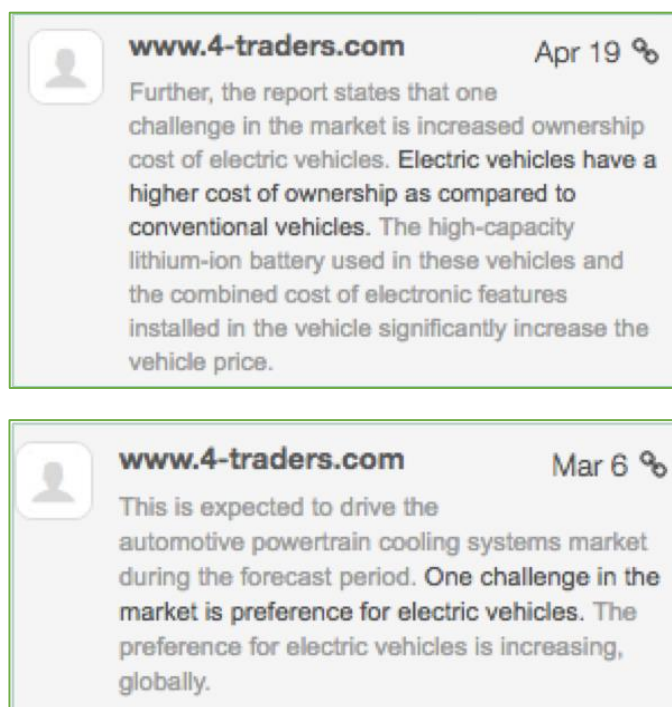 www.4-traders.com Apr 19
Further, the report states that one
challenge in the market is increased ownership
cost of electric vehicles. Electric vehicles have a
higher cost of ownership as compared to
conventional vehicles. The high-capacity
lithium-ion battery used in these vehicles and
the combined cost of electronic features
installed in the vehicle significantly increase the
vehicle price.
www.4-traders.com Mar 6
This is expected to drive the
automotive powertrain cooling systems market
during the forecast period. One challenge in the
market is preference for electric vehicles. The
preference for electric vehicles is increasing,
globally.